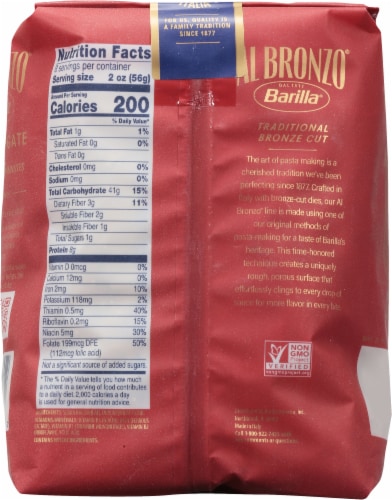 ITALIA
FOR US, QUALITY IS
A FAMILY TRADITION
SINCE 1877
Nutrition Facts
servings per container
Serving size 2 oz (56g)
Amount Per Serving
Calories 200
% Daily Value*
Total Fat 1g 1%
Saturated Fat 0g 0%
Trans Fat 0g
Cholesterol 0mg 0%
Sodium 0mg 0%
Total Carbohydrate 41g 15%
Dietary Fiber 3g 11%
Soluble Fiber 2g
Insoluble Fiber 1g
Total Sugars 1g
Protein 8g
Vitamin D 0mcg 0%
Calcium 12mg 0%
Iron 2mg 10%
Potassium 118mg 2%
Thiamin 0.5mg 40%
Riboflavin 0.2mg 15%
Niacin 5mg 30%
Folate 199mcg DFE 50%
(112mcg folic acid)
Not a significant source of added sugars.
* The % Daily Value tells you how much
a nutrient in a serving of food contributes
to a daily diet. 2,000 calories a day
is used for general nutrition advice.
AL BRONZO®
DAL 1877
Barilla®
TRADITIONAL
BRONZE CUT
The art of pasta making is a
cherished tradition we've been
perfecting since 1877. Crafted in
Italy with bronze-cut dies, our Al
Bronzo® line is made using one of
our original methods of
pasta-making for a taste of Barilla's
heritage. This time-honored
technique creates a uniquely
rough, porous surface that
effortlessly clings to every drop of
sauce for more flavor in every bite.
NON
GMO
Project
VERIFIED
nongmoproject.org
Made in Italy